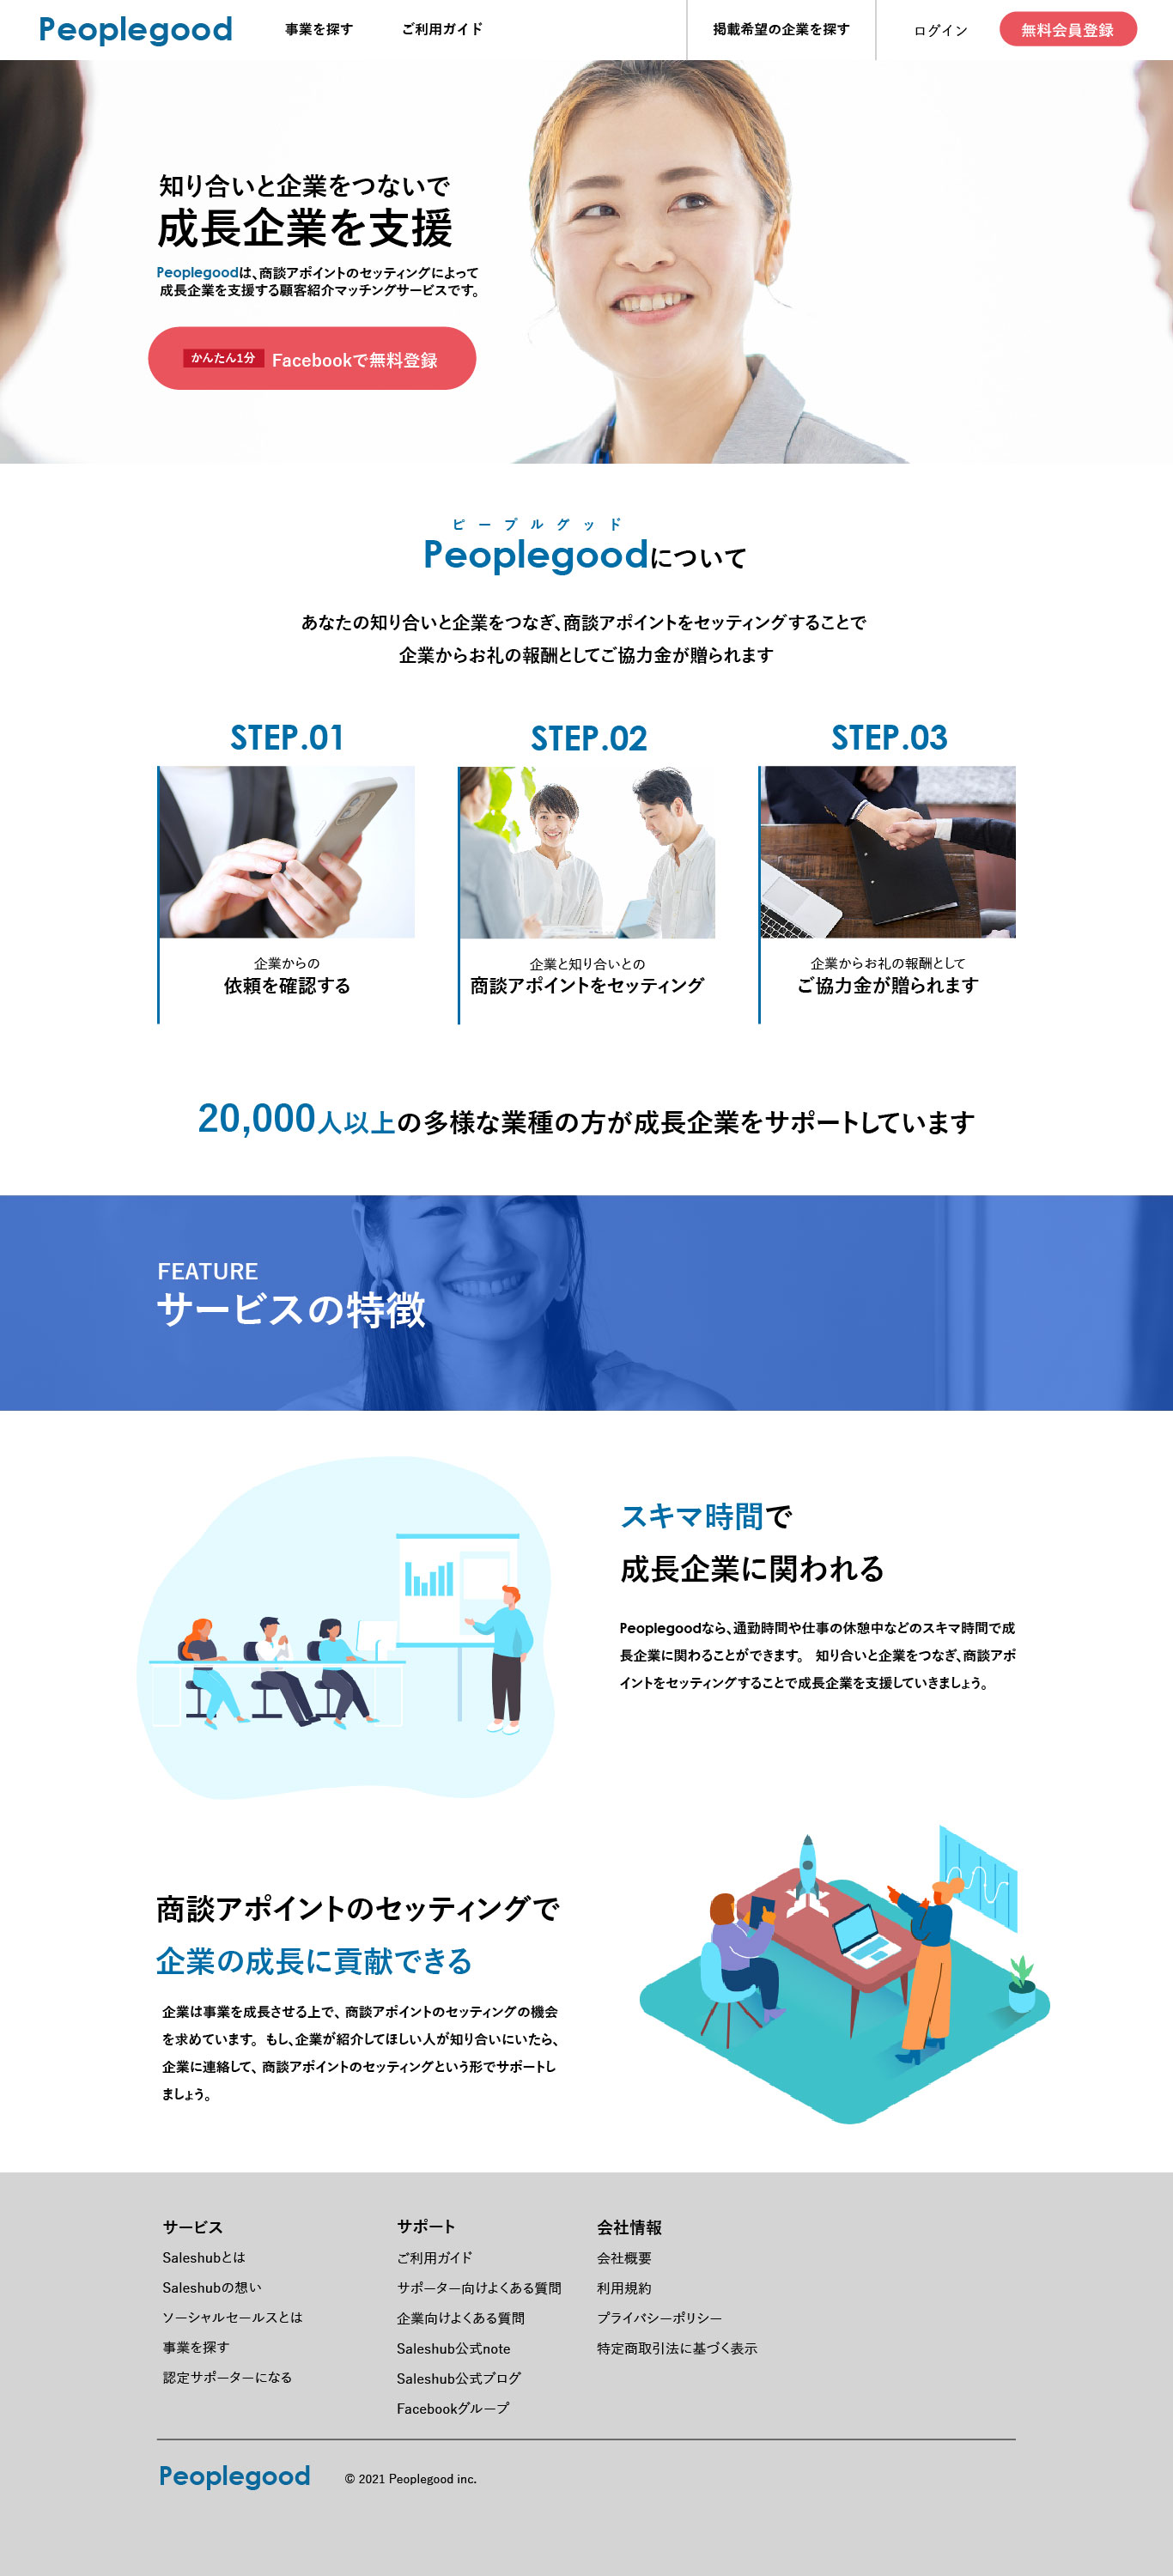 Peoplegood
事業を探す
ご利用ガイド
掲載希望の企業を探す
ログイン
無料会員登録
知り合いと企業をつないで
成長企業を支援
Peoplegoodは、商談アポイントのセッティングによって
成長企業を支援する顧客紹介マッチングサービスです。
かんたん1分 Facebookで無料登録
ピープルグッド
Peoplegoodについて
あなたの知り合いと企業をつなぎ、商談アポイントをセッティングすることで
企業からお礼の報酬としてご協力金が贈られます
STEP.01
企業からの
依頼を確認する
STEP.02
企業と知り合いとの
商談アポイントをセッティング
STEP.03
企業からお礼の報酬として
ご協力金が贈られます
20,000人以上の多様な業種の方が成長企業をサポートしています
FEATURE
サービスの特徴
スキマ時間で
成長企業に関われる
Peoplegoodなら、通勤時間や仕事の休憩中などのスキマ時間で成
長企業に関わることができます。 知り合いと企業をつなぎ、商談アポ
イントをセッティングすることで成長企業を支援していきましょう。
商談アポイントのセッティングで
企業の成長に貢献できる
企業は事業を成長させる上で、商談アポイントのセッティングの機会
を求めています。 もし、企業が紹介してほしい人が知り合いにいたら、
企業に連絡して、商談アポイントのセッティングという形でサポートし
ましょう。
サービス
Saleshubとは
Saleshubの想い
ソーシャルセールスとは
事業を探す
認定サポーターになる
サポート
ご利用ガイド
サポーター向けよくある質問
企業向けよくある質問
Saleshub公式note
Saleshub公式ブログ
Facebookグループ
会社情報
会社概要
利用規約
プライバシーポリシー
特定商取引法に基づく表示
Peoplegood
© 2021 Peoplegood inc.